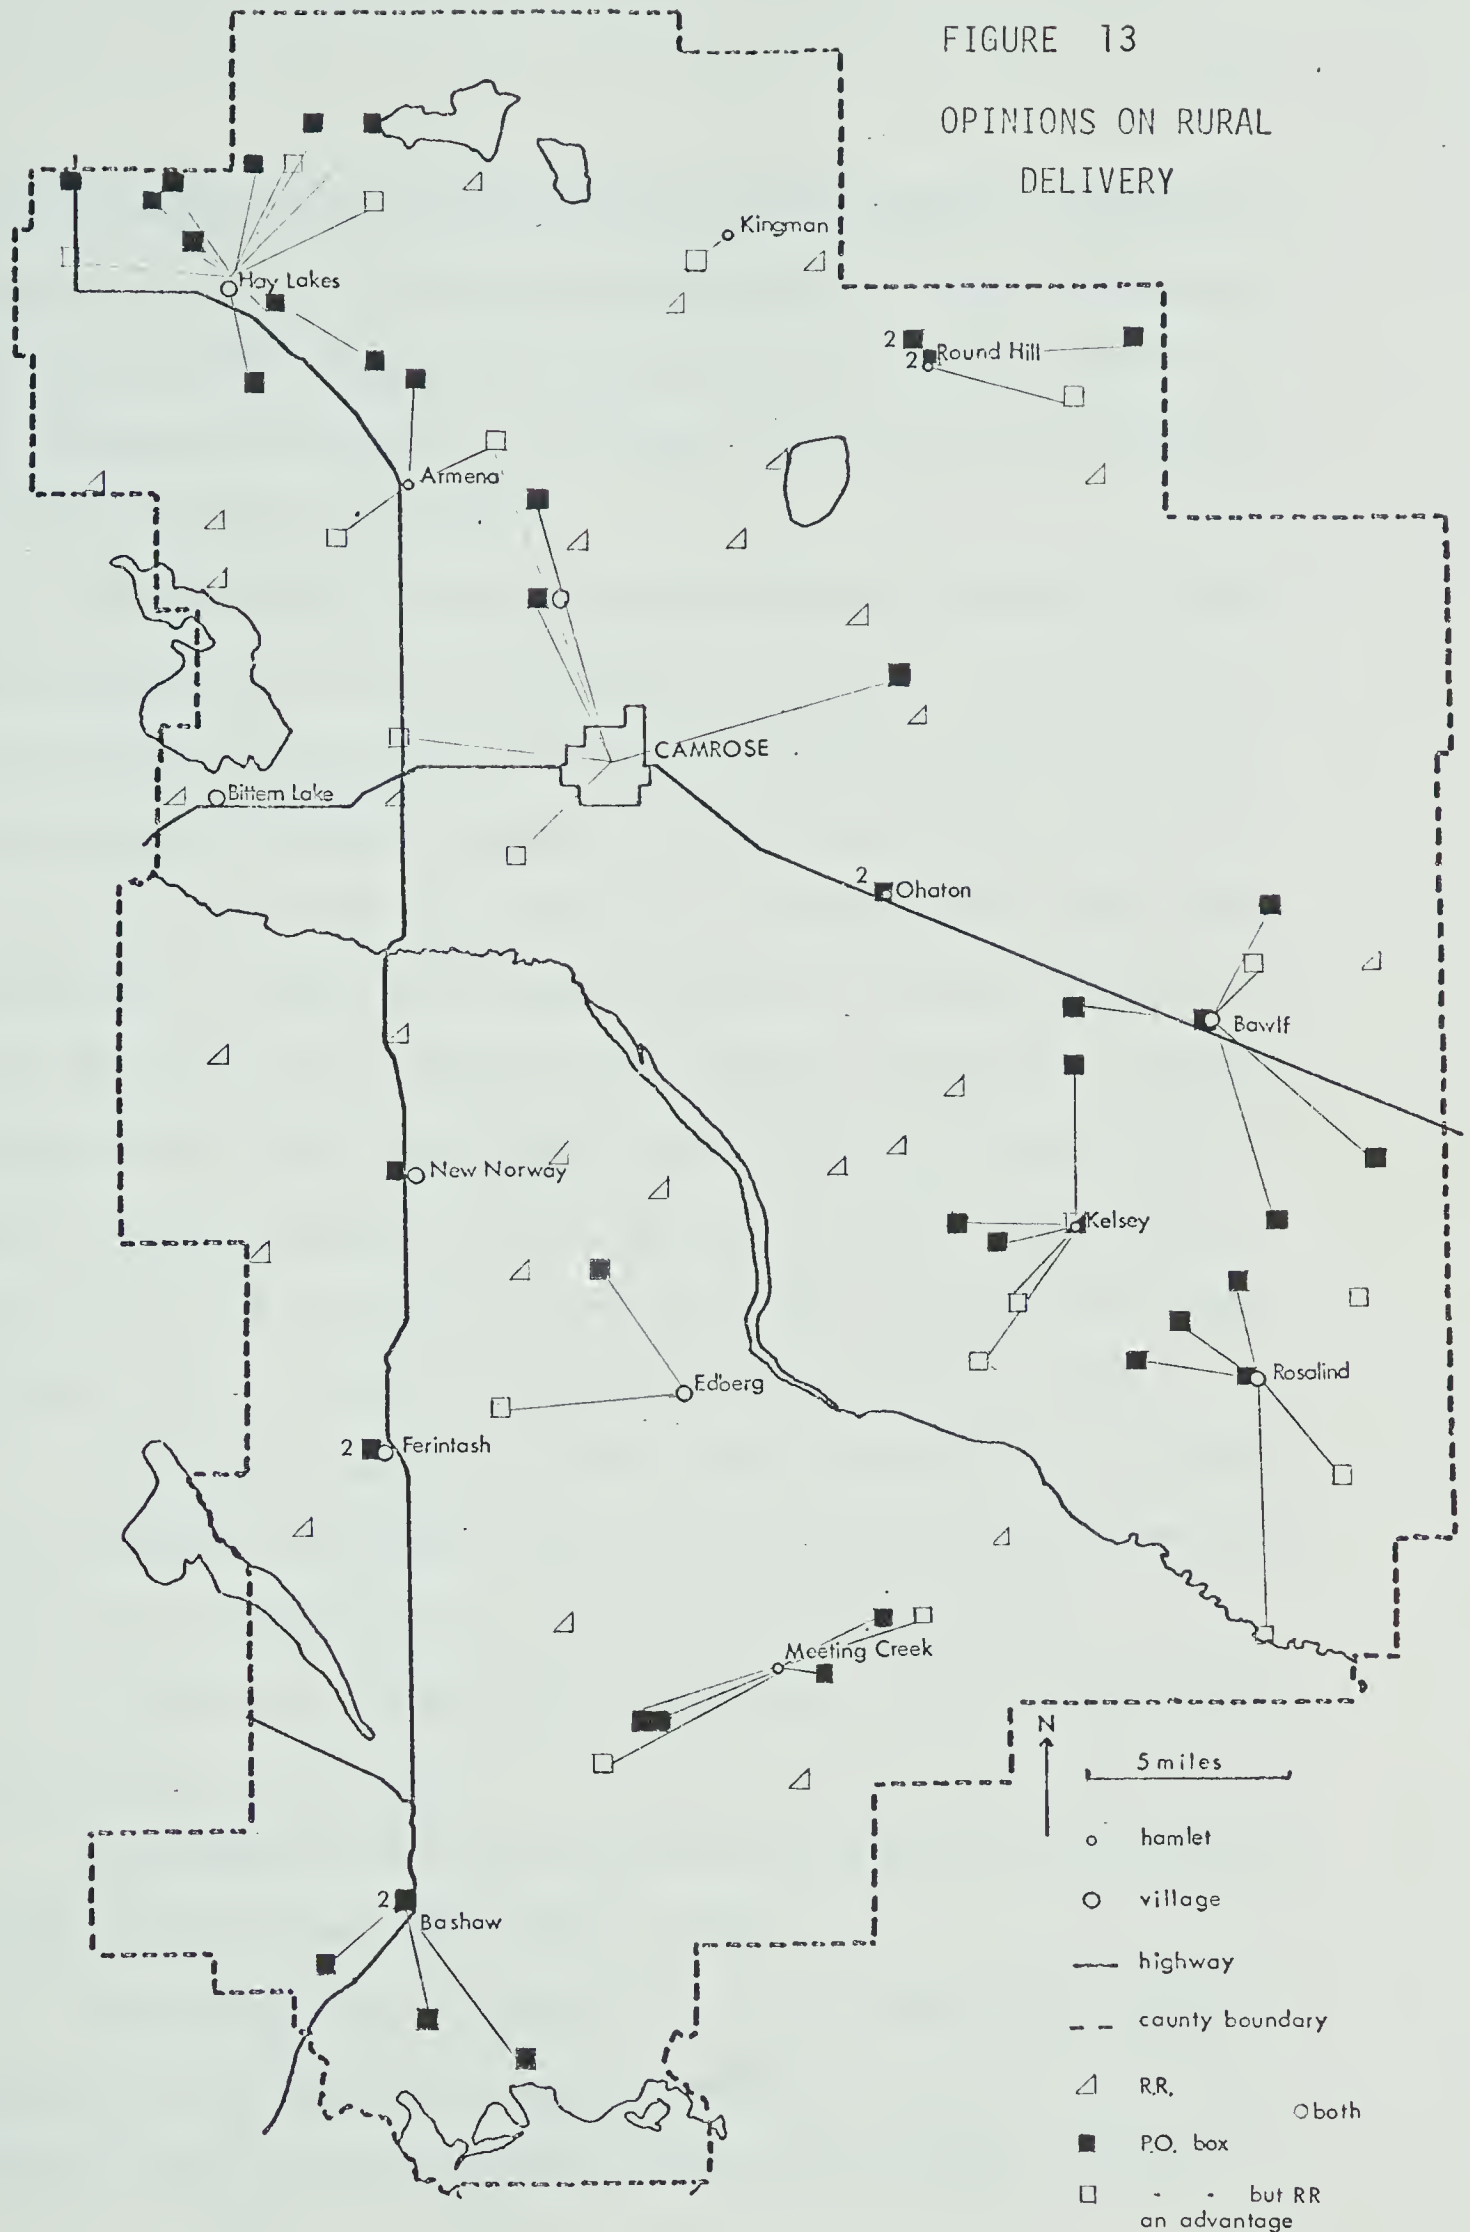 FIGURE 13
OPINIONS ON RURAL
DELIVERY
Kingman
Hay Lakes
2
2 Round Hill
Armena
CAMROSE
Bittern Lake
2 Ohaton
Bawlf
New Norway
Kelsey
Rosalind
Edberg
2 Ferintash
Meeting Creek
N
5 miles
hamlet
village
2
Bashaw
highway
county boundary
R.R.
both
P.O. box
- - but RR
an advantage